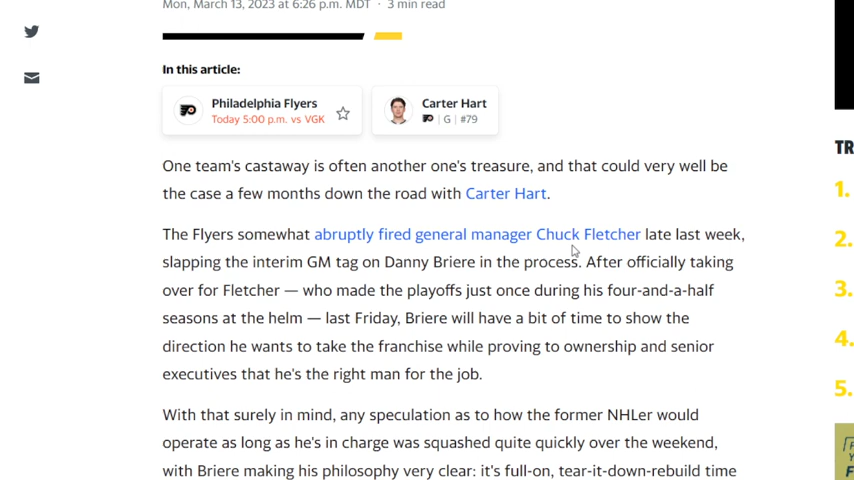 Mon, March 13, 2023 at 6:26 p.m. MDT · 3 min read
In this article:
Philadelphia Flyers
Today 5:00 p.m. vs VGK
Carter Hart
| G | #79
One team's castaway is often another one's treasure, and that could very well be
the case a few months down the road with Carter Hart.
The Flyers somewhat abruptly fired general manager Chuck Fletcher late last week,
slapping the interim GM tag on Danny Briere in the process. After officially taking
over for Fletcher — who made the playoffs just once during his four-and-a-half
seasons at the helm — last Friday, Briere will have a bit of time to show the
direction he wants to take the franchise while proving to ownership and senior
executives that he's the right man for the job.
With that surely in mind, any speculation as to how the former NHLer would
operate as long as he's in charge was squashed quite quickly over the weekend,
with Briere making his philosophy very clear: it's full-on, tear-it-down-rebuild time
TR
1.
2.
3.
4.
5.